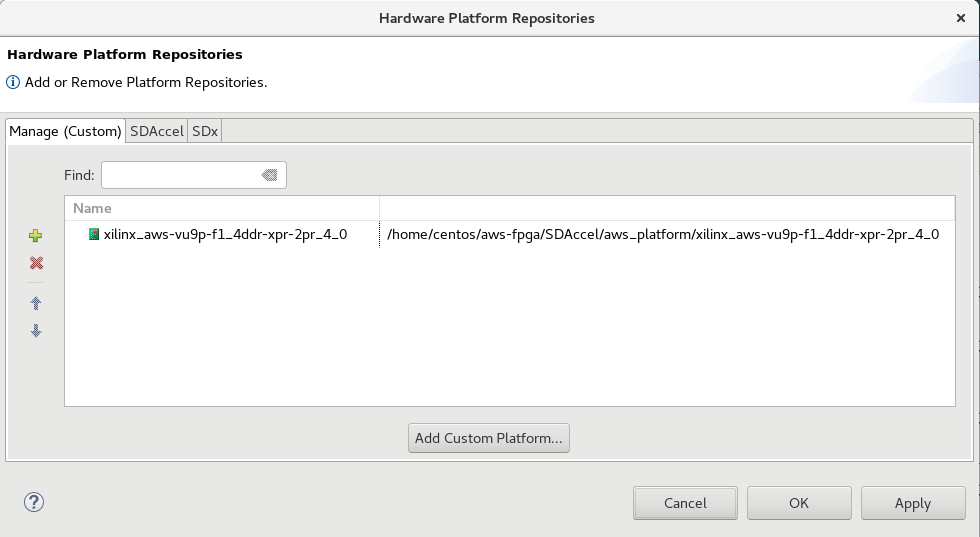 Hardware Platform Repositories
Hardware Platform Repositories
Add or Remove Platform Repositories.
Manage (Custom) SDAccel SDx
Find:
Name
xilinx_aws-vu9p-f1_4ddr-xpr-2pr_4_0 /home/centos/aws-fpga/SDAccel/aws_platform/xilinx_aws-vu9p-f1_4ddr-xpr-2pr_4_0
Add Custom Platform...
Cancel OK Apply